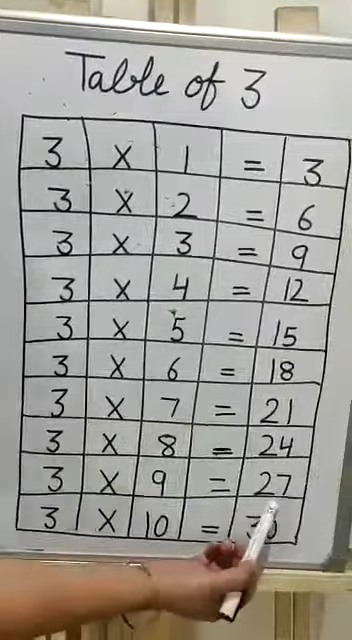 Table of 3
3 X 1 = 3
3 X 2 = 6
3 X 3 = 9
3 X 4 = 12
3 X 5 = 15
3 X 6 = 18
3 X 7 = 21
3 X 8 = 24
3 X 9 = 27
3 X 10 = 30